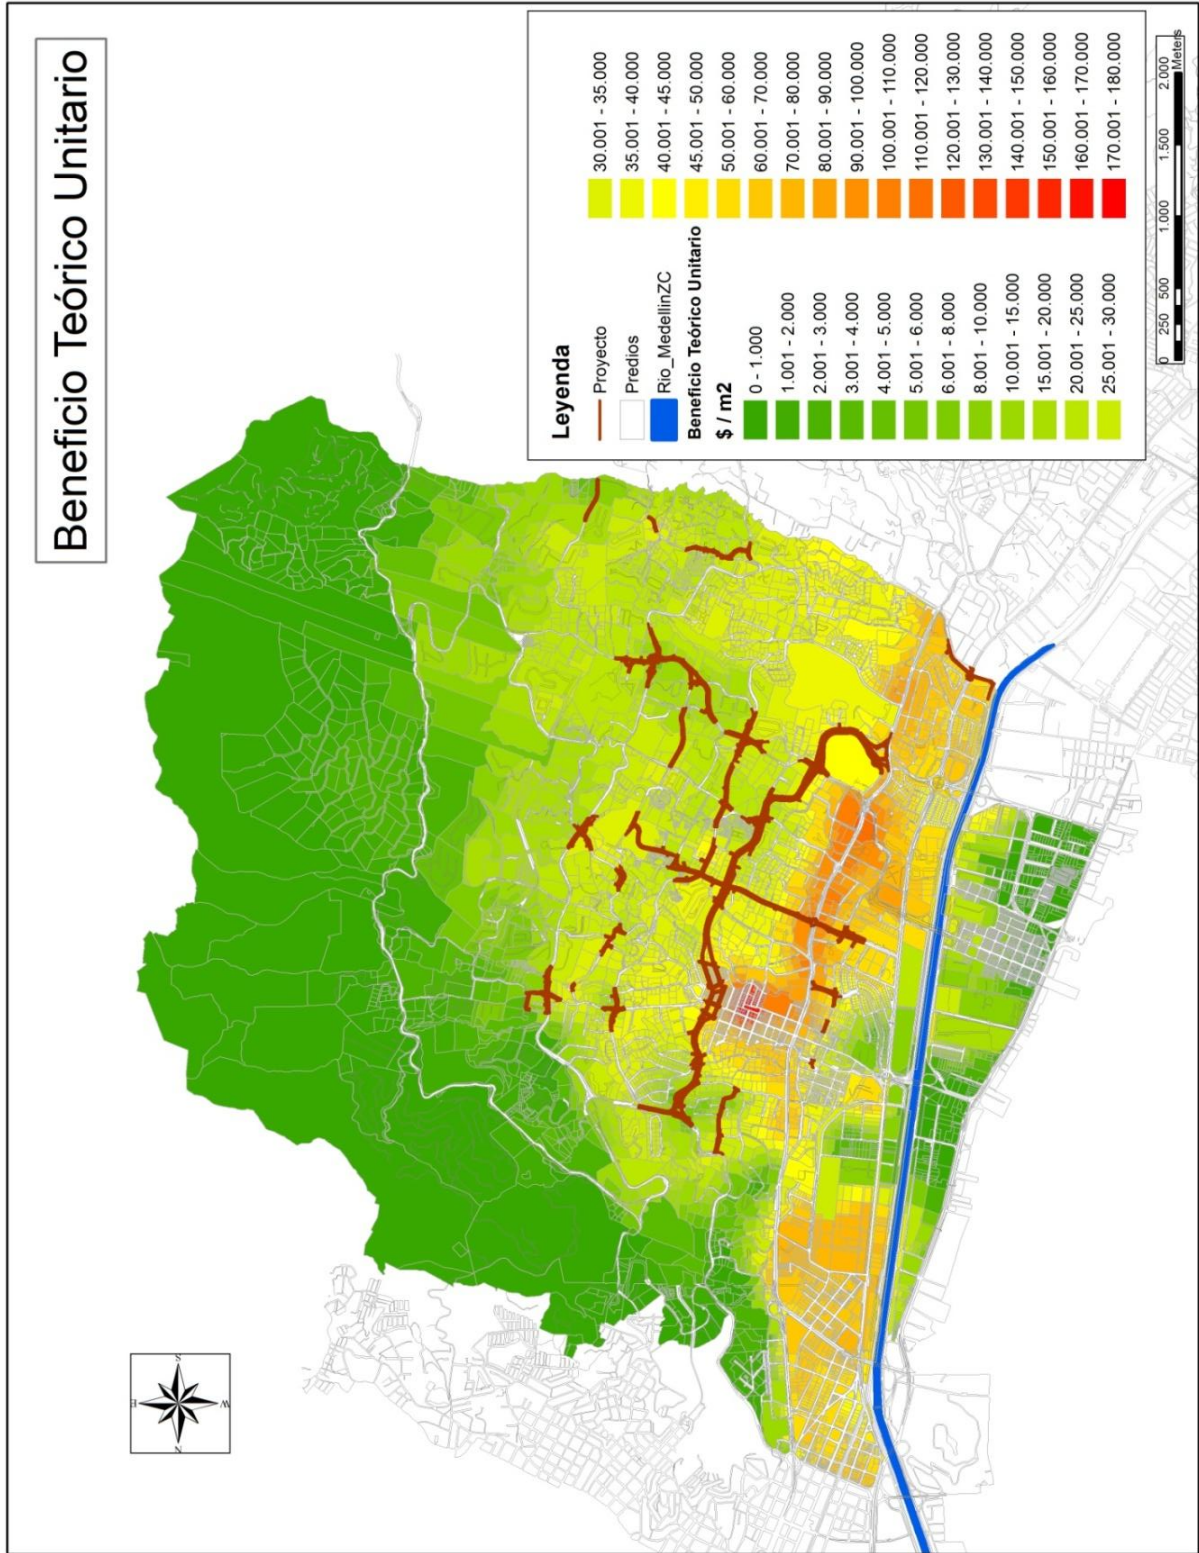 Beneficio Teórico Unitario
Leyenda
Proyecto
Predios
Rio_MedellinZC
Beneficio Teórico Unitario
$ / m2
0 - 1.000
1.001 - 2.000
2.001 - 3.000
3.001 - 4.000
4.001 - 5.000
5.001 - 6.000
6.001 - 8.000
8.001 - 10.000
10.001 - 15.000
15.001 - 20.000
20.001 - 25.000
25.001 - 30.000
30.001 - 35.000
35.001 - 40.000
40.001 - 45.000
45.001 - 50.000
50.001 - 60.000
60.001 - 70.000
70.001 - 80.000
80.001 - 90.000
90.001 - 100.000
100.001 - 110.000
110.001 - 120.000
120.001 - 130.000
130.001 - 140.000
140.001 - 150.000
150.001 - 160.000
160.001 - 170.000
170.001 - 180.000
0 250 500 1.000 1.500 2.000
Meters
N
E
S
W